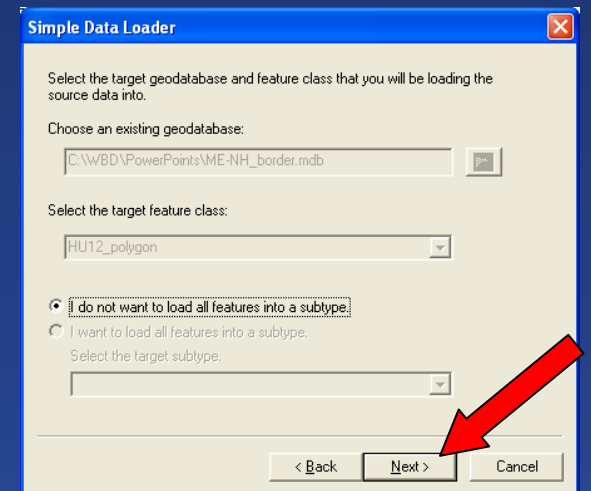 Simple Data Loader
Select the target geodatabase and feature class that you will be loading the
source data into.
Choose an existing geodatabase:
C:\WBD\PowerPoints\ME-NH_border.mdb
Select the target feature class:
HU12_polygon
I do not want to load all features into a subtype.
I want to load all features into a subtype.
Select the target subtype.
< Back Next > Cancel